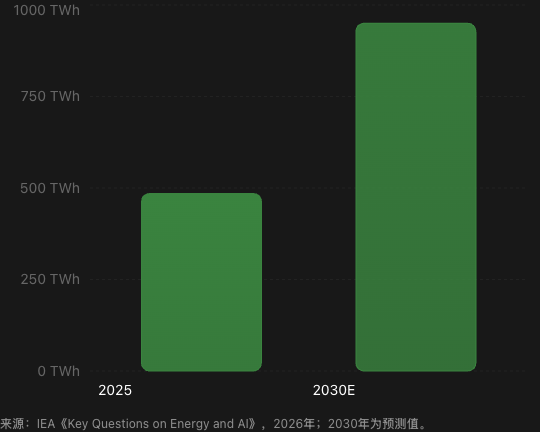 1000 TWh
750 TWh
500 TWh
250 TWh
0 TWh
2025 2030E
来源：IEA《Key Questions on Energy and AI》，2026年；2030年为预测值。